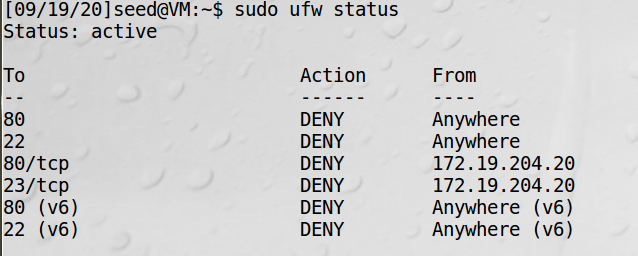 [09/19/20]seed@VM:~$ sudo ufw status
Status: active
To Action From
-- ------ ----
80 DENY Anywhere
22 DENY Anywhere
80/tcp DENY 172.19.204.20
23/tcp DENY 172.19.204.20
80 (v6) DENY Anywhere (v6)
22 (v6) DENY Anywhere (v6)